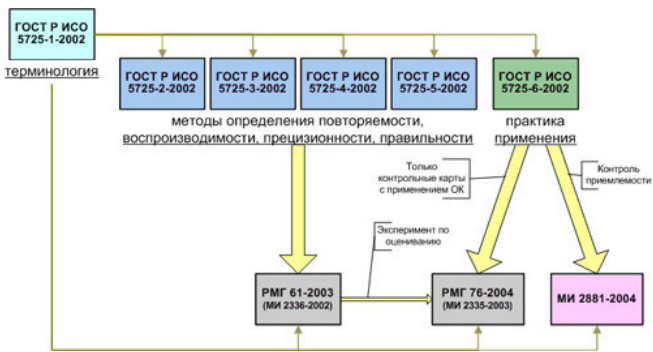 ГОСТ Р ИСО
5725-1-2002
терминология
ГОСТ Р ИСО
5725-2-2002
ГОСТ Р ИСО
5725-3-2002
ГОСТ Р ИСО
5725-4-2002
ГОСТ Р ИСО
5725-5-2002
ГОСТ Р ИСО
5725-6-2002
методы определения повторяемости,
воспроизводимости, прецизионности, правильности
практика
применения
Только
контрольные карты
с применением ОК
Контроль
приемлемости
Эксперимент по
оцениванию
РМГ 61-2003
(МИ 2336-2002)
РМГ 76-2004
(МИ 2335-2003)
МИ 2881-2004